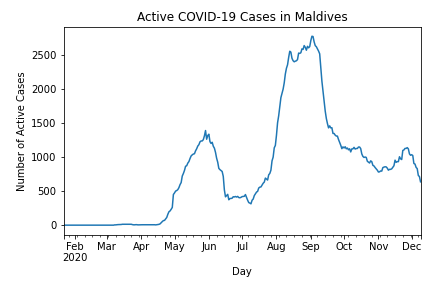 Active COVID-19 Cases in Maldives
Number of Active Cases
2500
2000
1500
1000
500
0
Feb Mar Apr May Jun Jul Aug Sep Oct Nov Dec
2020
Day